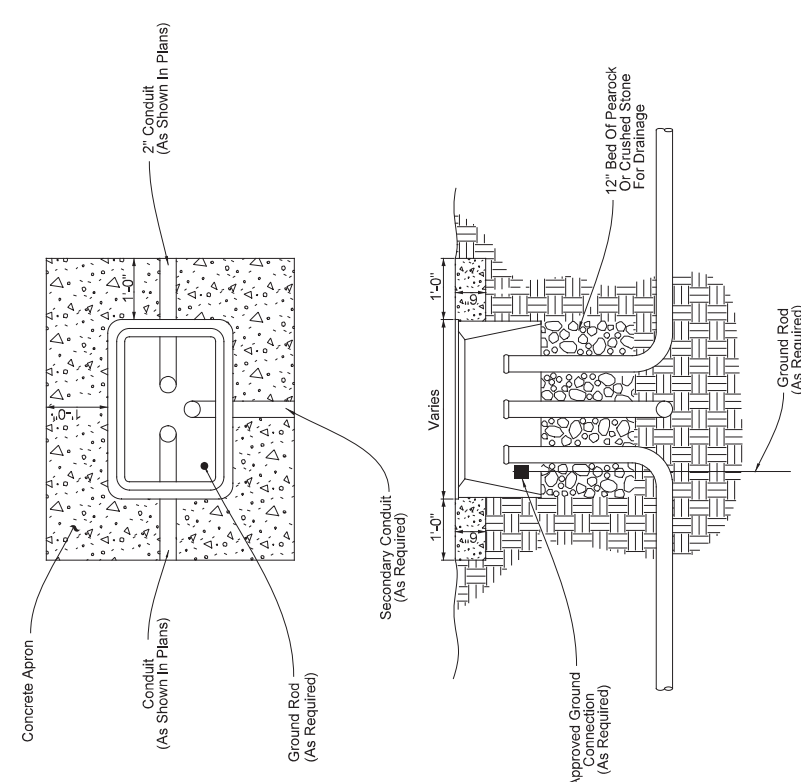 2" Conduit
(As Shown In Plans)
1'-0"
1'-0"
Concrete Apron
Conduit
(As Shown In Plans)
Ground Rod
(As Required)
Secondary Conduit
(As Required)
12" Bed Of Pearock
Or Crushed Stone
For Drainage
1'-0"
Varies
1'-0"
6"
6"
Approved Ground
Connection
(As Required)
Ground Rod
(As Required)